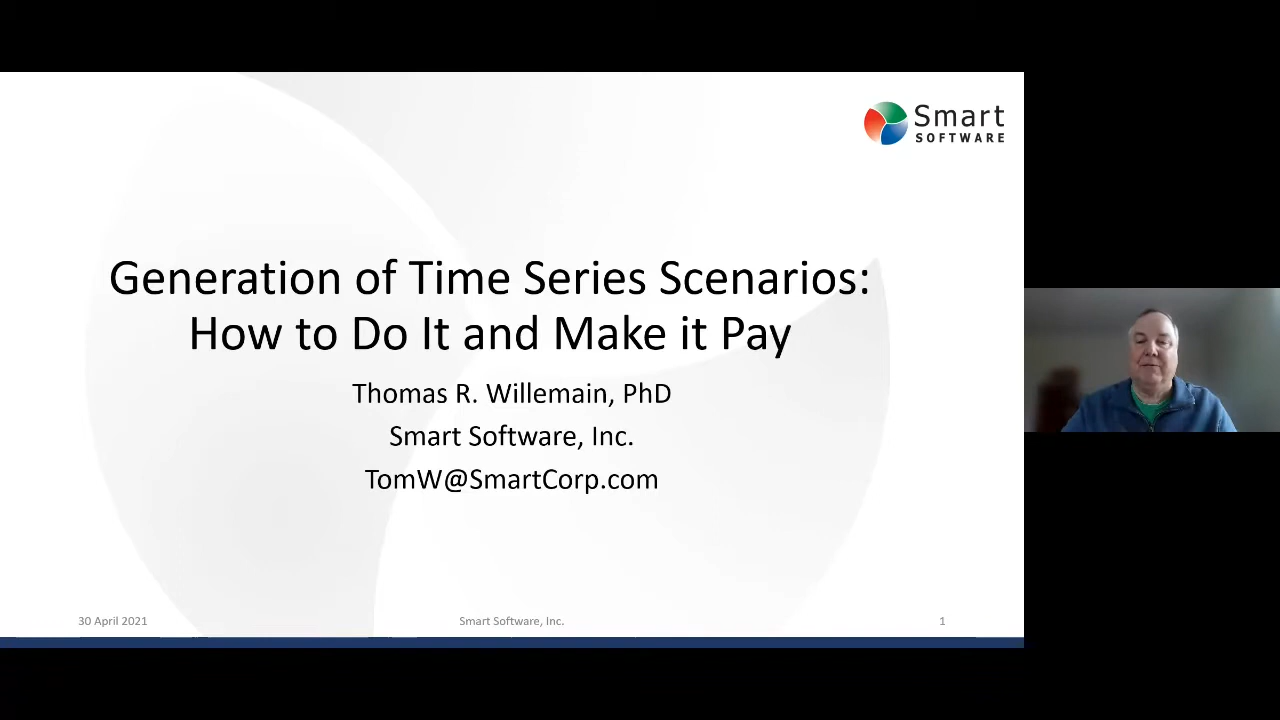 Smart
SOFTWARE
Generation of Time Series Scenarios:
How to Do It and Make it Pay
Thomas R. Willemain, PhD
Smart Software, Inc.
TomW@SmartCorp.com
30 April 2021
Smart Software, Inc.
1